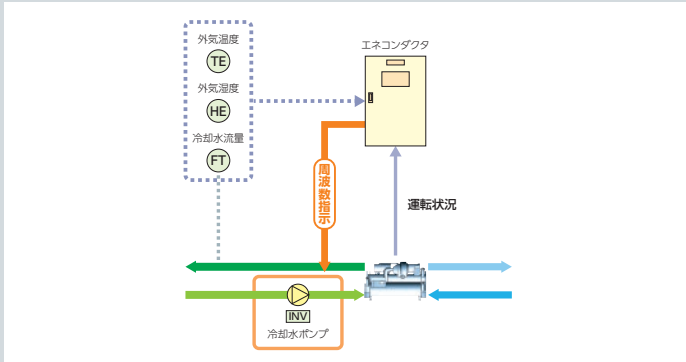 外気温度
TE
外気湿度
HE
冷却水流量
FT
エネコンダクタ
周波数指示
運転状況
INV
冷却水ポンプ